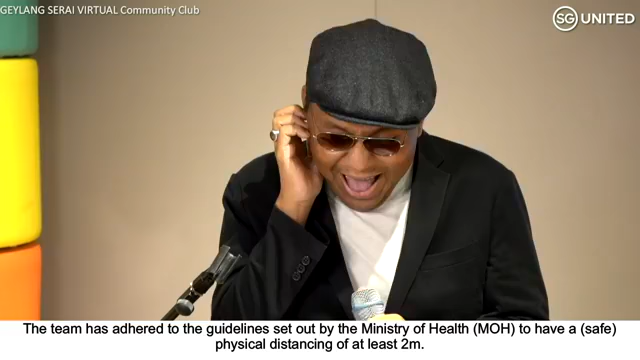 GEYLANG SERAI VIRTUAL Community Club
SG UNITED
The team has adhered to the guidelines set out by the Ministry of Health (MOH) to have a (safe)
physical distancing of at least 2m.